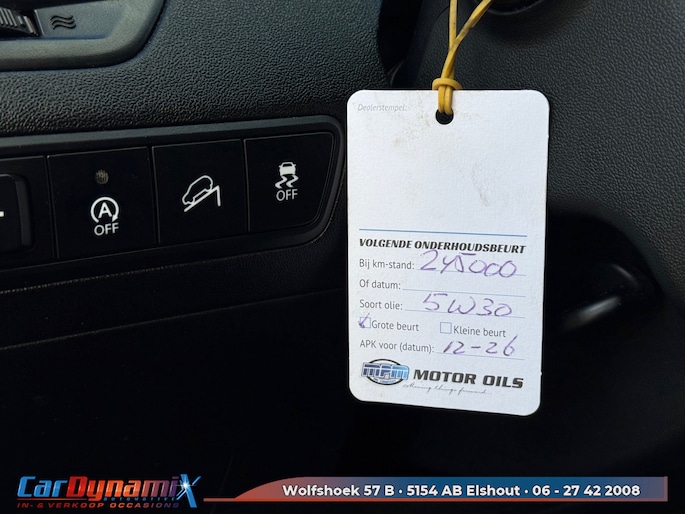 Dealerstempel:
A
OFF
OFF
VOLGENDE ONDERHOUDSBEURT
Bij km-stand: 245000
Of datum:
Soort olie: 5W30
Grote beurt Kleine beurt
APK voor (datum): 12-26
mpm MOTOR OILS
CarDynamiX
AUTOMOTIVE
IN- & VERKOOP OCCASIONS
Wolfshoek 57 B • 5154 AB Elshout • 06 - 27 42 2008